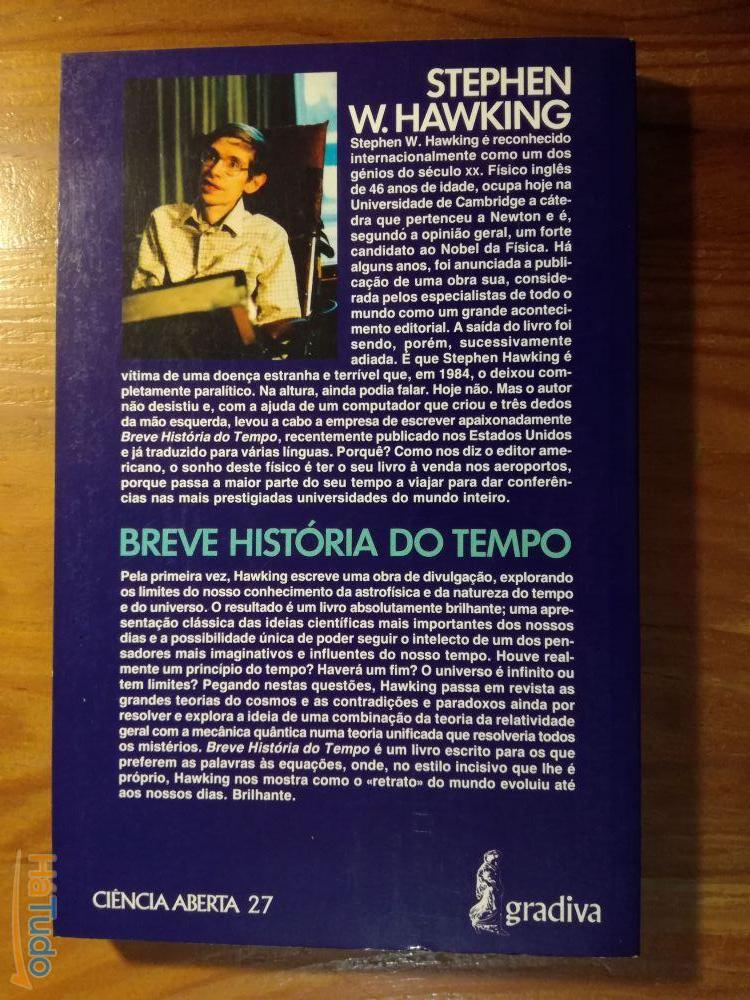 STEPHEN
W. HAWKING
Stephen W. Hawking é reconhecido
internacionalmente como um dos
génios do século XX. Físico inglês
de 46 anos de idade, ocupa hoje na
Universidade de Cambridge a cáte-
dra que pertenceu a Newton e é,
segundo a opinião geral, um forte
candidato ao Nobel da Física. Há
alguns anos, foi anunciada a publi-
cação de uma obra sua, conside-
rada pelos especialistas de todo o
mundo como um grande aconteci-
mento editorial. A saída do livro foi
sendo, porém, sucessivamente
adiada. É que Stephen Hawking é
vítima de uma doença estranha e terrível que, em 1984, o deixou com-
pletamente paralítico. Na altura, ainda podia falar. Hoje não. Mas o autor
não desistiu e, com a ajuda de um computador que criou e três dedos
da mão esquerda, levou a cabo a empresa de escrever apaixonadamente
Breve História do Tempo, recentemente publicado nos Estados Unidos
e já traduzido para várias línguas. Porquê? Como nos diz o editor ame-
ricano, o sonho deste físico é ter o seu livro à venda nos aeroportos,
porque passa a maior parte do seu tempo a viajar para dar conferên-
cias nas mais prestigiadas universidades do mundo inteiro.
BREVE HISTÓRIA DO TEMPO
Pela primeira vez, Hawking escreve uma obra de divulgação, explorando
os limites do nosso conhecimento da astrofísica e da natureza do tempo
e do universo. O resultado é um livro absolutamente brilhante; uma apre-
sentação clássica das ideias científicas mais importantes dos nossos
dias e a possibilidade única de poder seguir o intelecto de um dos pen-
sadores mais imaginativos e influentes do nosso tempo. Houve real-
mente um princípio do tempo? Haverá um fim? O universo é infinito ou
tem limites? Pegando nestas questões, Hawking passa em revista as
grandes teorias do cosmos e as contradições e paradoxos ainda por
resolver e explora a ideia de uma combinação da teoria da relatividade
geral com a mecânica quântica numa teoria unificada que resolveria todos
os mistérios. Breve História do Tempo é um livro escrito para os que
preferem as palavras às equações, onde, no estilo incisivo que lhe é
próprio, Hawking nos mostra como o «retrato» do mundo evoluiu até
aos nossos dias. Brilhante.
CIÊNCIA ABERTA 27
gradiva
HáTudo